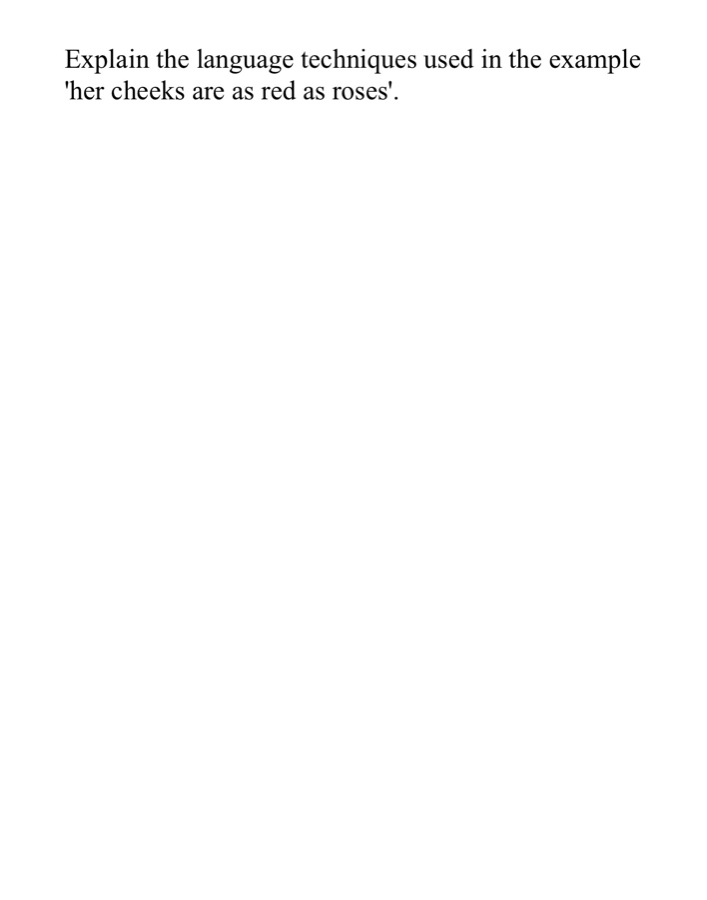 Explain the language techniques used in the example
'her cheeks are as red as roses'.